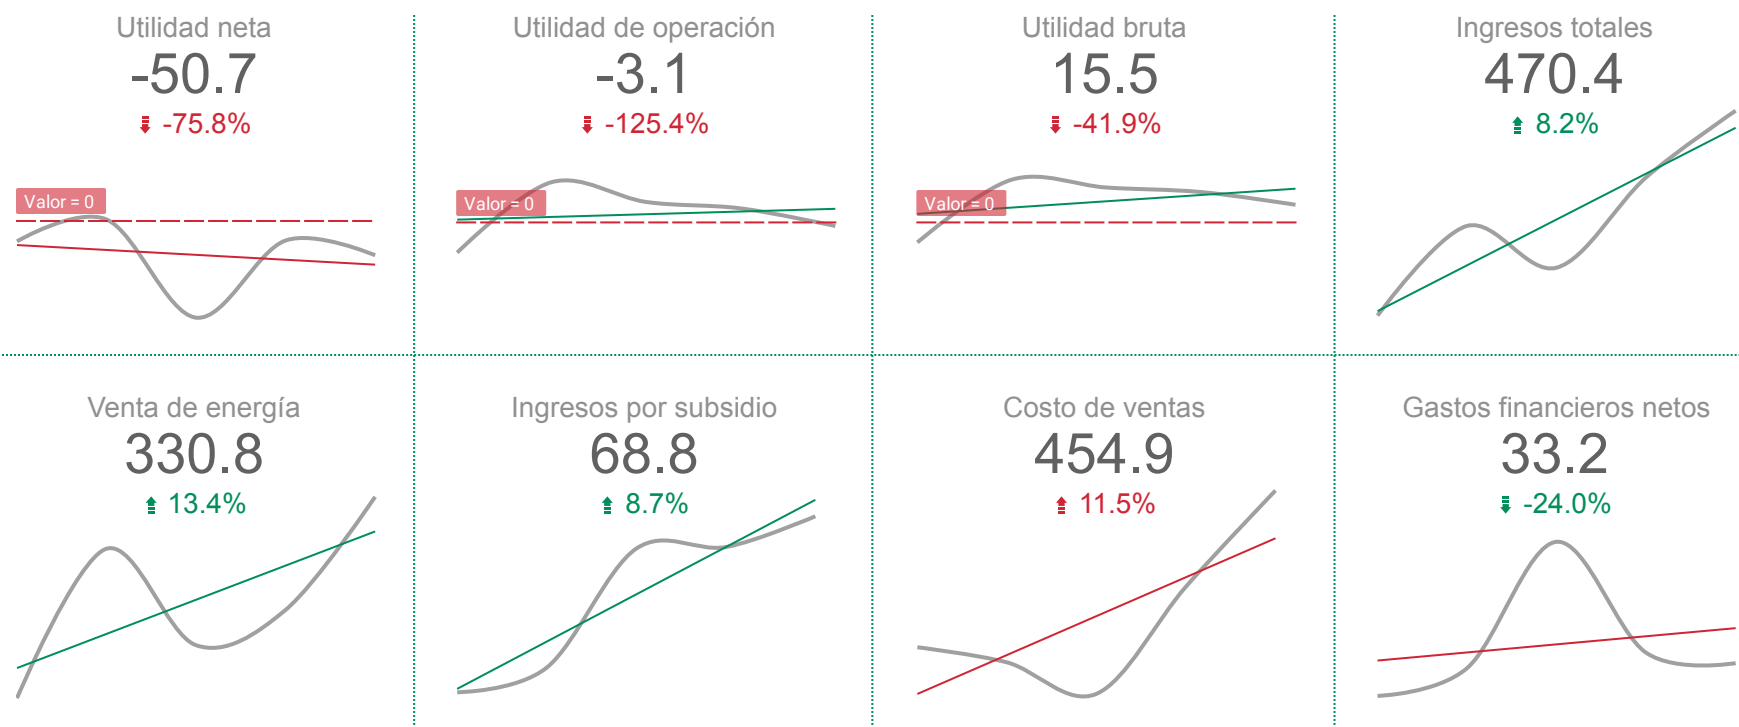 Utilidad neta
-50.7
-75.8%
Valor = 0
Utilidad de operación
-3.1
-125.4%
Valor = 0
Utilidad bruta
15.5
-41.9%
Valor = 0
Ingresos totales
470.4
8.2%
Venta de energía
330.8
13.4%
Ingresos por subsidio
68.8
8.7%
Costo de ventas
454.9
11.5%
Gastos financieros netos
33.2
-24.0%